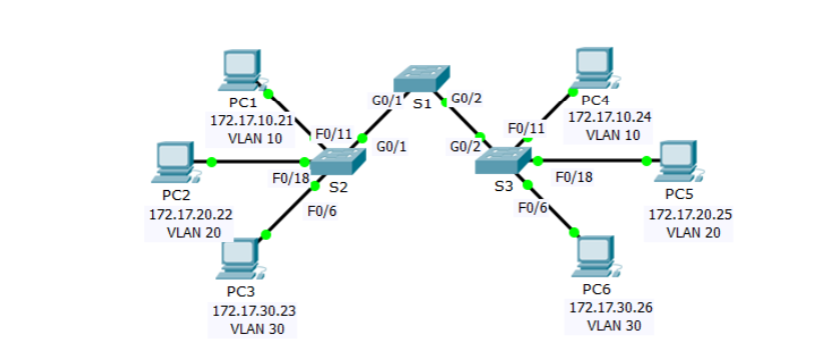 PC1
172.17.10.21
VLAN 10
PC4
172.17.10.24
VLAN 10
S1
G0/1
G0/2
F0/11
G0/1
G0/2
F0/11
PC2
172.17.20.22
VLAN 20
F0/18
S2
F0/6
S3
F0/18
F0/6
PC5
172.17.20.25
VLAN 20
PC3
172.17.30.23
VLAN 30
PC6
172.17.30.26
VLAN 30